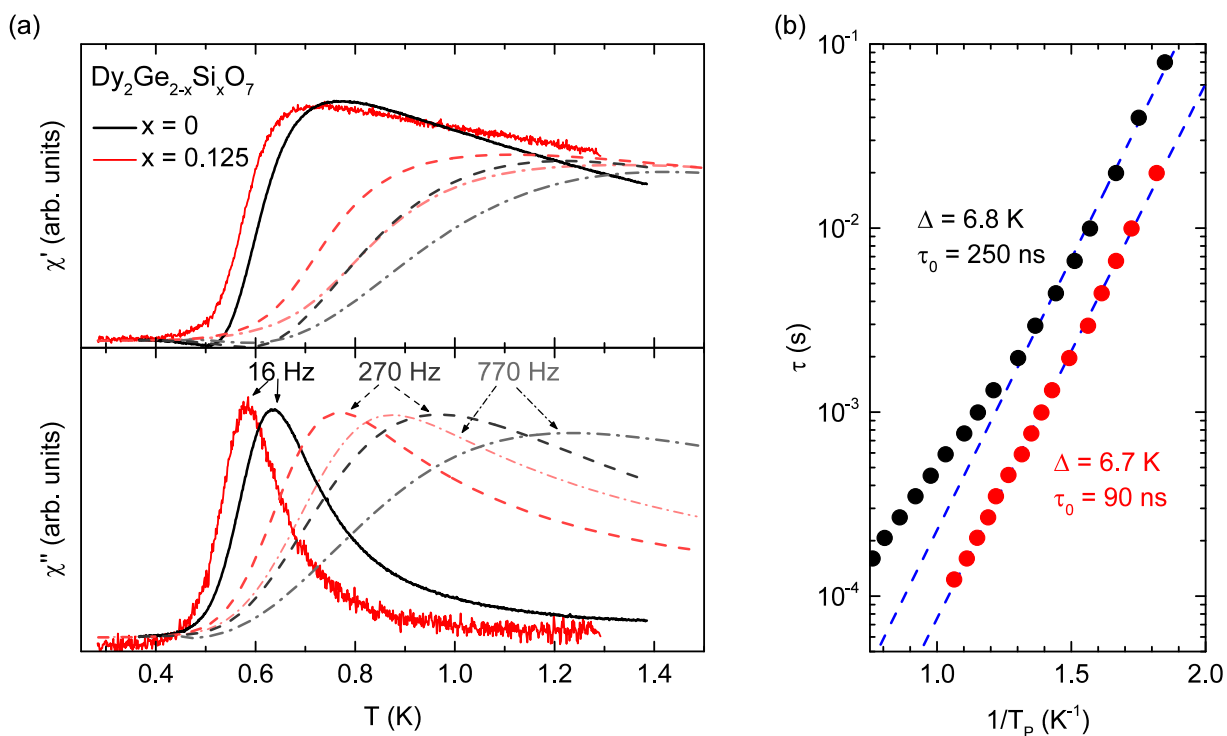 (a)
Dy₂Ge₂₋ₓSiₓO₇
x = 0
x = 0.125
χ' (arb. units)
16 Hz
270 Hz
770 Hz
χ'' (arb. units)
0.4 0.6 0.8 1.0 1.2 1.4
T (K)
(b)
10⁻¹
10⁻²
10⁻³
10⁻⁴
τ (s)
Δ = 6.8 K
τ₀ = 250 ns
Δ = 6.7 K
τ₀ = 90 ns
1.0 1.5 2.0
1/T_P (K⁻¹)